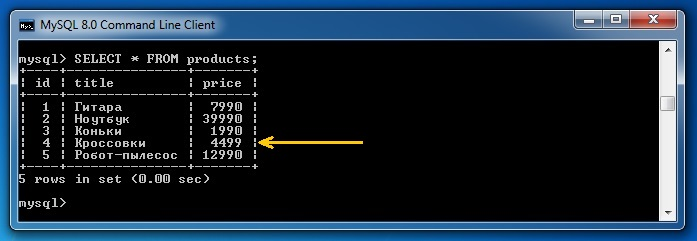 MySQL 8.0 Command Line Client
mysql> SELECT * FROM products;
+----+---------------+-------+
| id | title         | price |
+----+---------------+-------+
|  1 | Гитара        |  7990 |
|  2 | Ноутбук       | 39990 |
|  3 | Коньки        |  1990 |
|  4 | Кроссовки     |  4499 |
|  5 | Робот-пылесос | 12990 |
+----+---------------+-------+
5 rows in set (0.00 sec)
mysql>